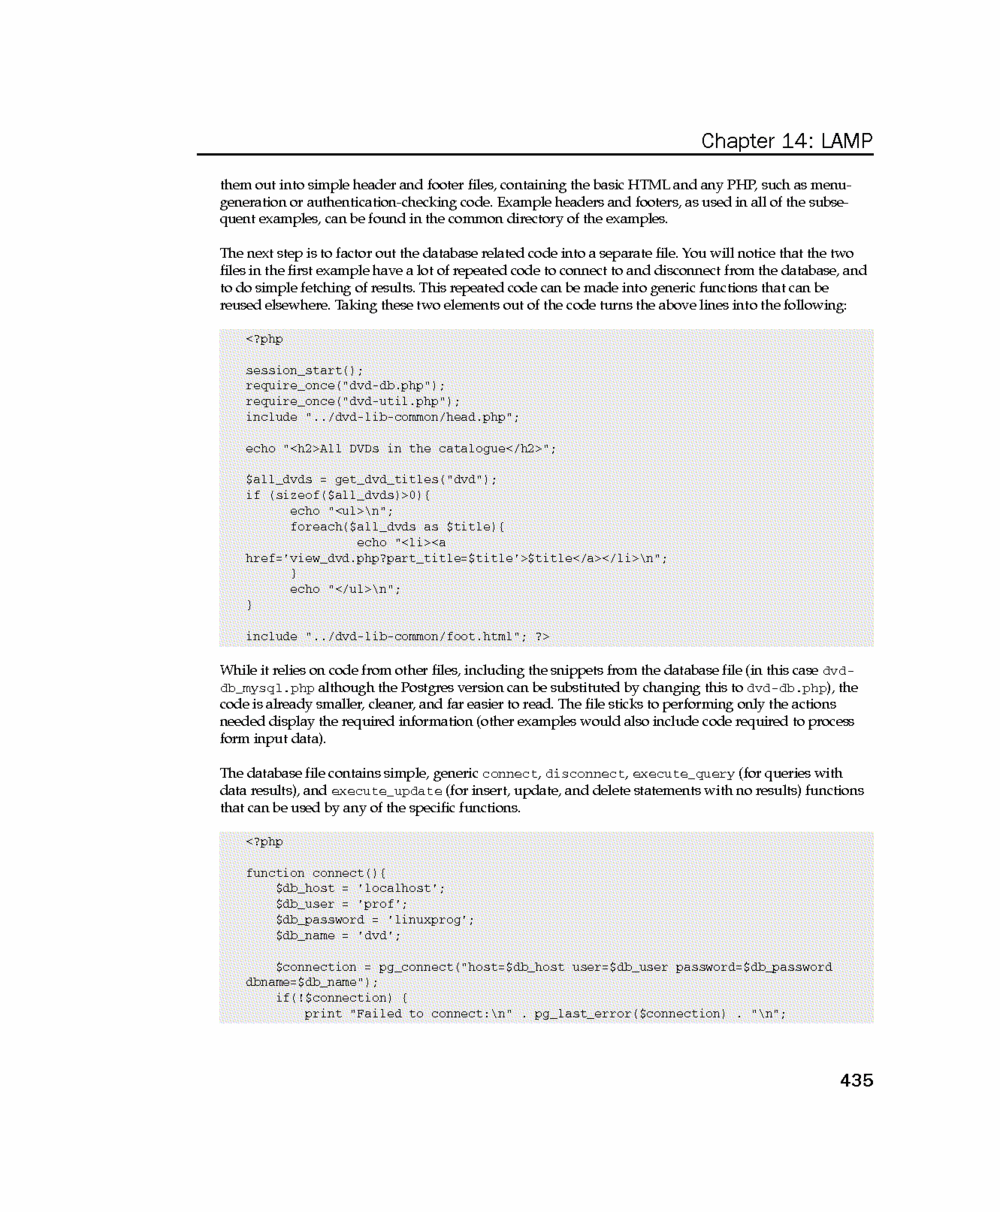 Chapter 14: LAMP
them out into simple header and footer files, containing the basic HTML and any PHP, such as menu-
generation or authentication-checking code. Example headers and footers, as used in all of the subse-
quent examples, can be found in the common directory of the examples.
The next step is to factor out the database related code into a separate file. You will notice that the two
files in the first example have a lot of repeated code to connect to and disconnect from the database, and
to do simple fetching of results. This repeated code can be made into generic functions that can be
reused elsewhere. Taking these two elements out of the code turns the above lines into the following:
<?php
session_start();
require_once("dvd-db.php");
require_once("dvd-util.php");
include "../dvd-lib-common/head.php";
echo "<h2>All DVDs in the catalogue</h2>";
$all_dvds = get_dvd_titles("dvd");
if (sizeof($all_dvds)>0){
echo "<ul>\n";
foreach($all_dvds as $title){
echo "<li><a
href='view_dvd.php?part_title=$title'>$title</a></li>\n";
}
echo "</ul>\n";
}
include "../dvd-lib-common/foot.html"; ?>
While it relies on code from other files, including the snippets from the database file (in this case dvd-
db_mysql.php although the Postgres version can be substituted by changing this to dvd-db.php), the
code is already smaller, cleaner, and far easier to read. The file sticks to performing only the actions
needed display the required information (other examples would also include code required to process
form input data).
The database file contains simple, generic connect, disconnect, execute_query (for queries with
data results), and execute_update (for insert, update, and delete statements with no results) functions
that can be used by any of the specific functions.
<?php
function connect(){
$db_host = 'localhost';
$db_user = 'prof';
$db_password = 'linuxprog';
$db_name = 'dvd';
$connection = pg_connect("host=$db_host user=$db_user password=$db_password
dbname=$db_name");
if(!$connection) {
print "Failed to connect:\n" . pg_last_error($connection) . "\n";
435